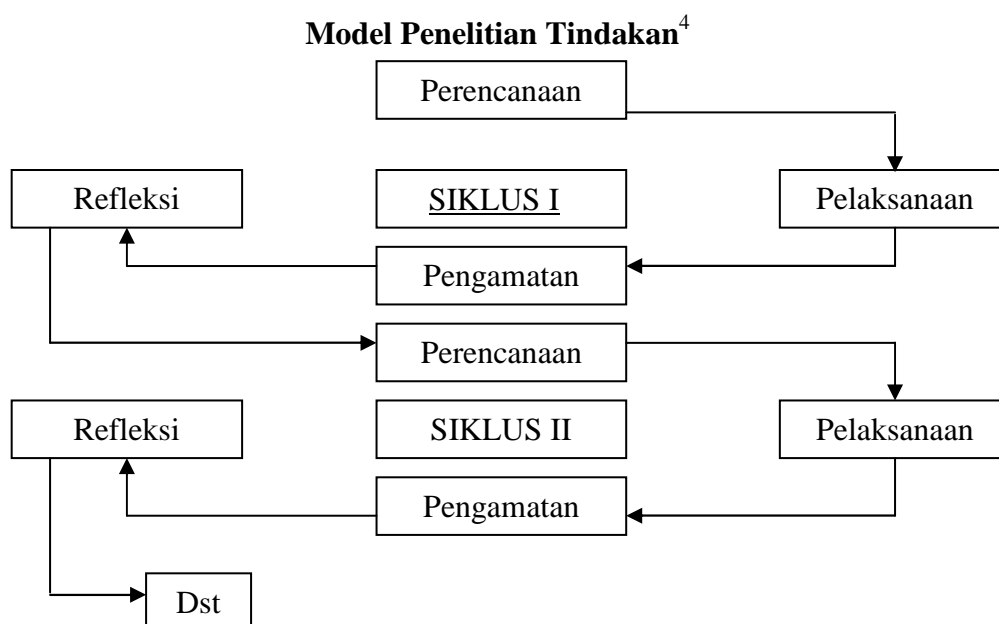 Model Penelitian Tindakan4
Perencanaan
Refleksi
SIKLUS I
Pelaksanaan
Pengamatan
Perencanaan
Refleksi
SIKLUS II
Pelaksanaan
Pengamatan
Dst